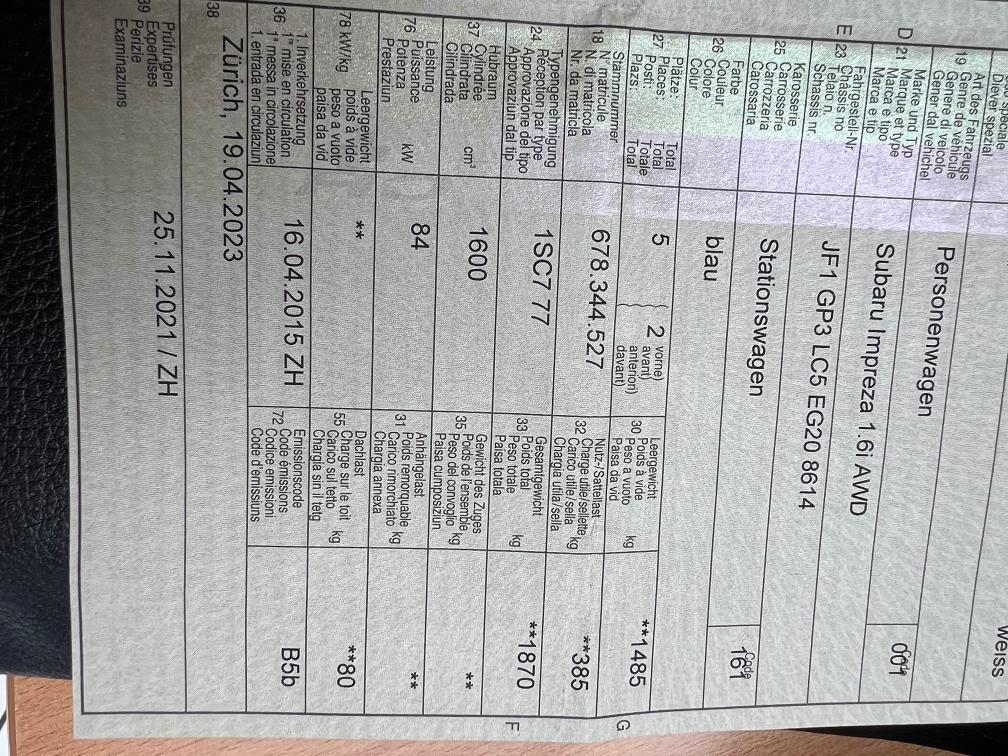 Weiss
19 Art des Fahrzeugs
Genre de véhicule
Genere di veicolo
Gener da vehichel
Personenwagen
D 21 Marke und Typ
Marque et type
Marca e tipo
Marca e tip
Subaru Impreza 1.6i AWD
Code
001
E 23 Fahrgestell-Nr.
Châssis no
Telaio n.
Schassis nr.
JF1 GP3 LC5 EG20 8614
25 Karosserie
Carrosserie
Carrozzeria
Carossaria
Stationswagen
Code
161
26 Farbe
Couleur
Colore
Colur
blau
27 Plätze: Total
Places: Total
Posti: Totale
Plazs: Total
5
2
vorne)
avant)
anteriori)
davant)
30 Leergewicht
Poids à vide
Peso a vuoto
Paisa da vid
kg
**1485
G
18 Stammnummer
N° matricule
N. di matricola
Nr. da matricla
678.344.527
32 Nutz-/Sattellast
Charge utile/sellette
Carico utile/sella
Chargia utila/sella
kg
**385
24 Typengenehmigung
Réception par type
Approvazione del tipo
Approvaziun dal tip
1SC7 77
33 Gesamtgewicht
Poids total
Peso totale
Paisa totala
kg
**1870
F
37 Hubraum
Cylindrée
Cilindrata
Cilindrada
cm³
1600
35 Gewicht des Zuges
Poids de l'ensemble
Peso del convoglio
Paisa cumposiziun
kg
**
76 Leistung
Puissance
Potenza
Prestaziun
kW
84
31 Anhängelast
Poids remorquable
Carico rimorchiato
Chargia annexa
kg
**
78 kW/kg
Leergewicht
poids à vide
peso a vuoto
paisa da vid
**
55 Dachlast
Charge sur le toit
Carico sul tetto
Chargia sin il tetg
kg
**80
36 1. Inverkehrsetzung
1re mise en circulation
1a messa in circolazione
1. entrada en circulaziun
16.04.2015 ZH
72 Emissionscode
Code émissions
Codice emissioni
Code d'emissiuns
B5b
38
Zürich, 19.04.2023
39 Prüfungen
Expertises
Perizie
Examinaziuns
25.11.2021 / ZH